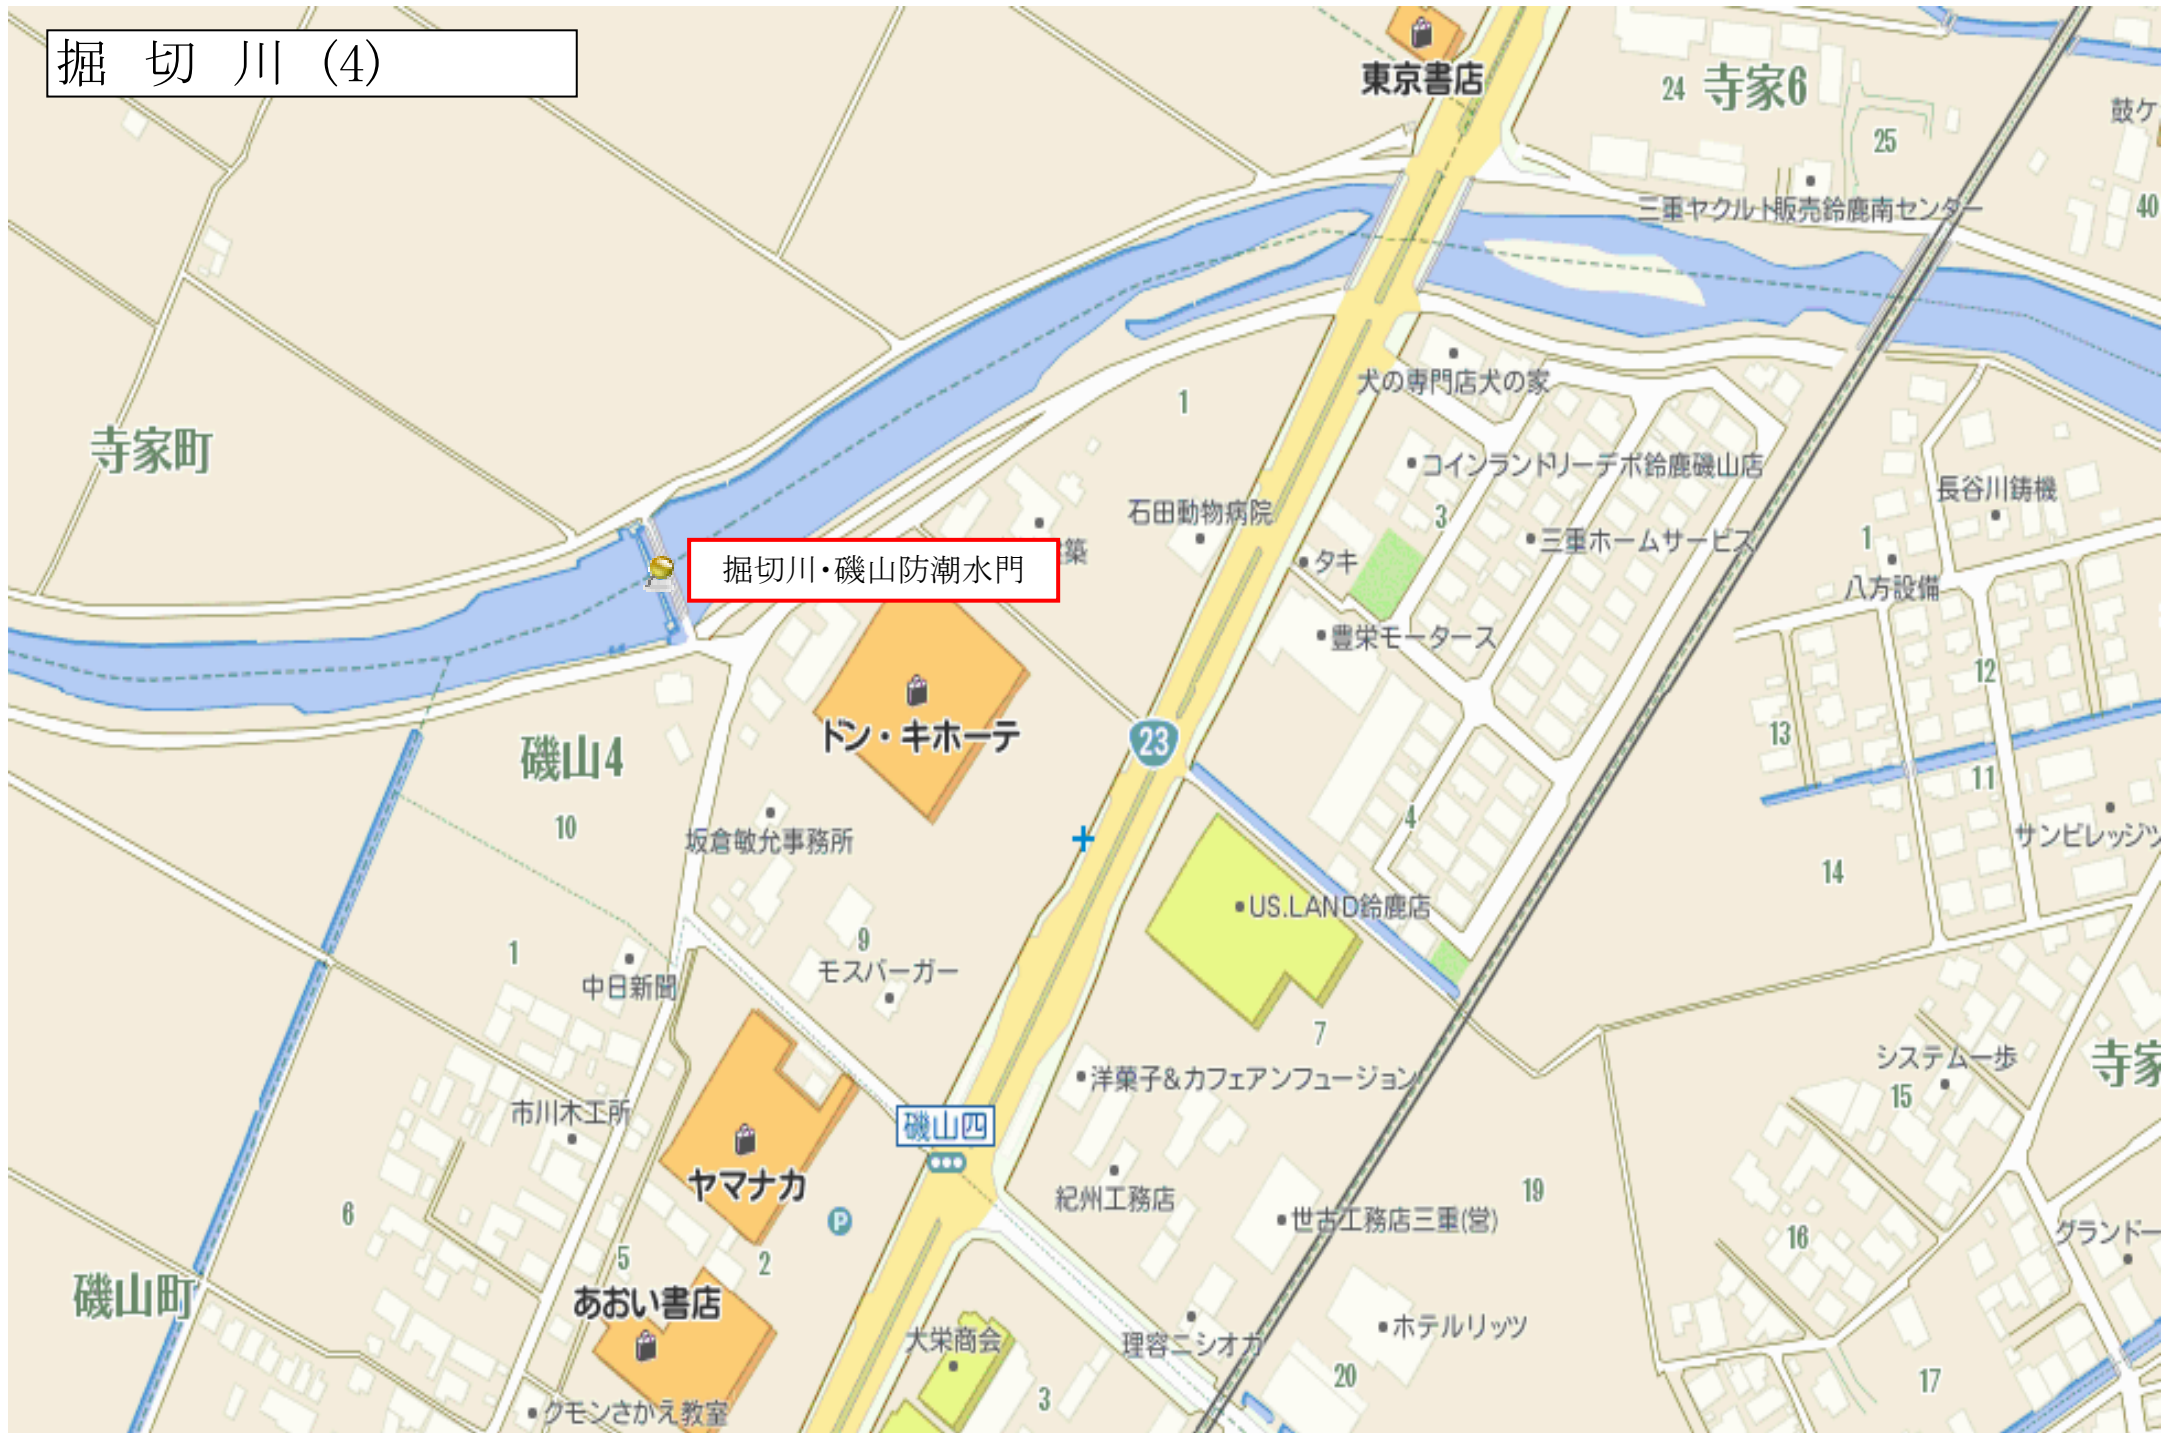 掘 切 川 (4)
東京書店
24
寺家6
25
鼓ケ
40
三重ヤクルト販売鈴鹿南センター
犬の専門店犬の家
1
寺家町
コインランドリーデポ鈴鹿磯山店
長谷川鋳機
石田動物病院
3
三重ホームサービス
1
築
タキ
掘切川・磯山防潮水門
八方設備
豊栄モータース
12
ドン・キホーテ
23
13
磯山4
11
10
4
坂倉敏允事務所
サンビレッジツ
14
US.LAND鈴鹿店
9
1
モスバーガー
中日新聞
7
システム一歩
寺家
洋菓子&カフェアンフュージョン
15
市川木工所
磯山四
ヤマナカ
紀州工務店
19
6
P
世古工務店三重(営)
グランドー
16
5
2
磯山町
あおい書店
ホテルリッツ
大栄商会
理容ニシオカ
20
17
3
クモンさかえ教室